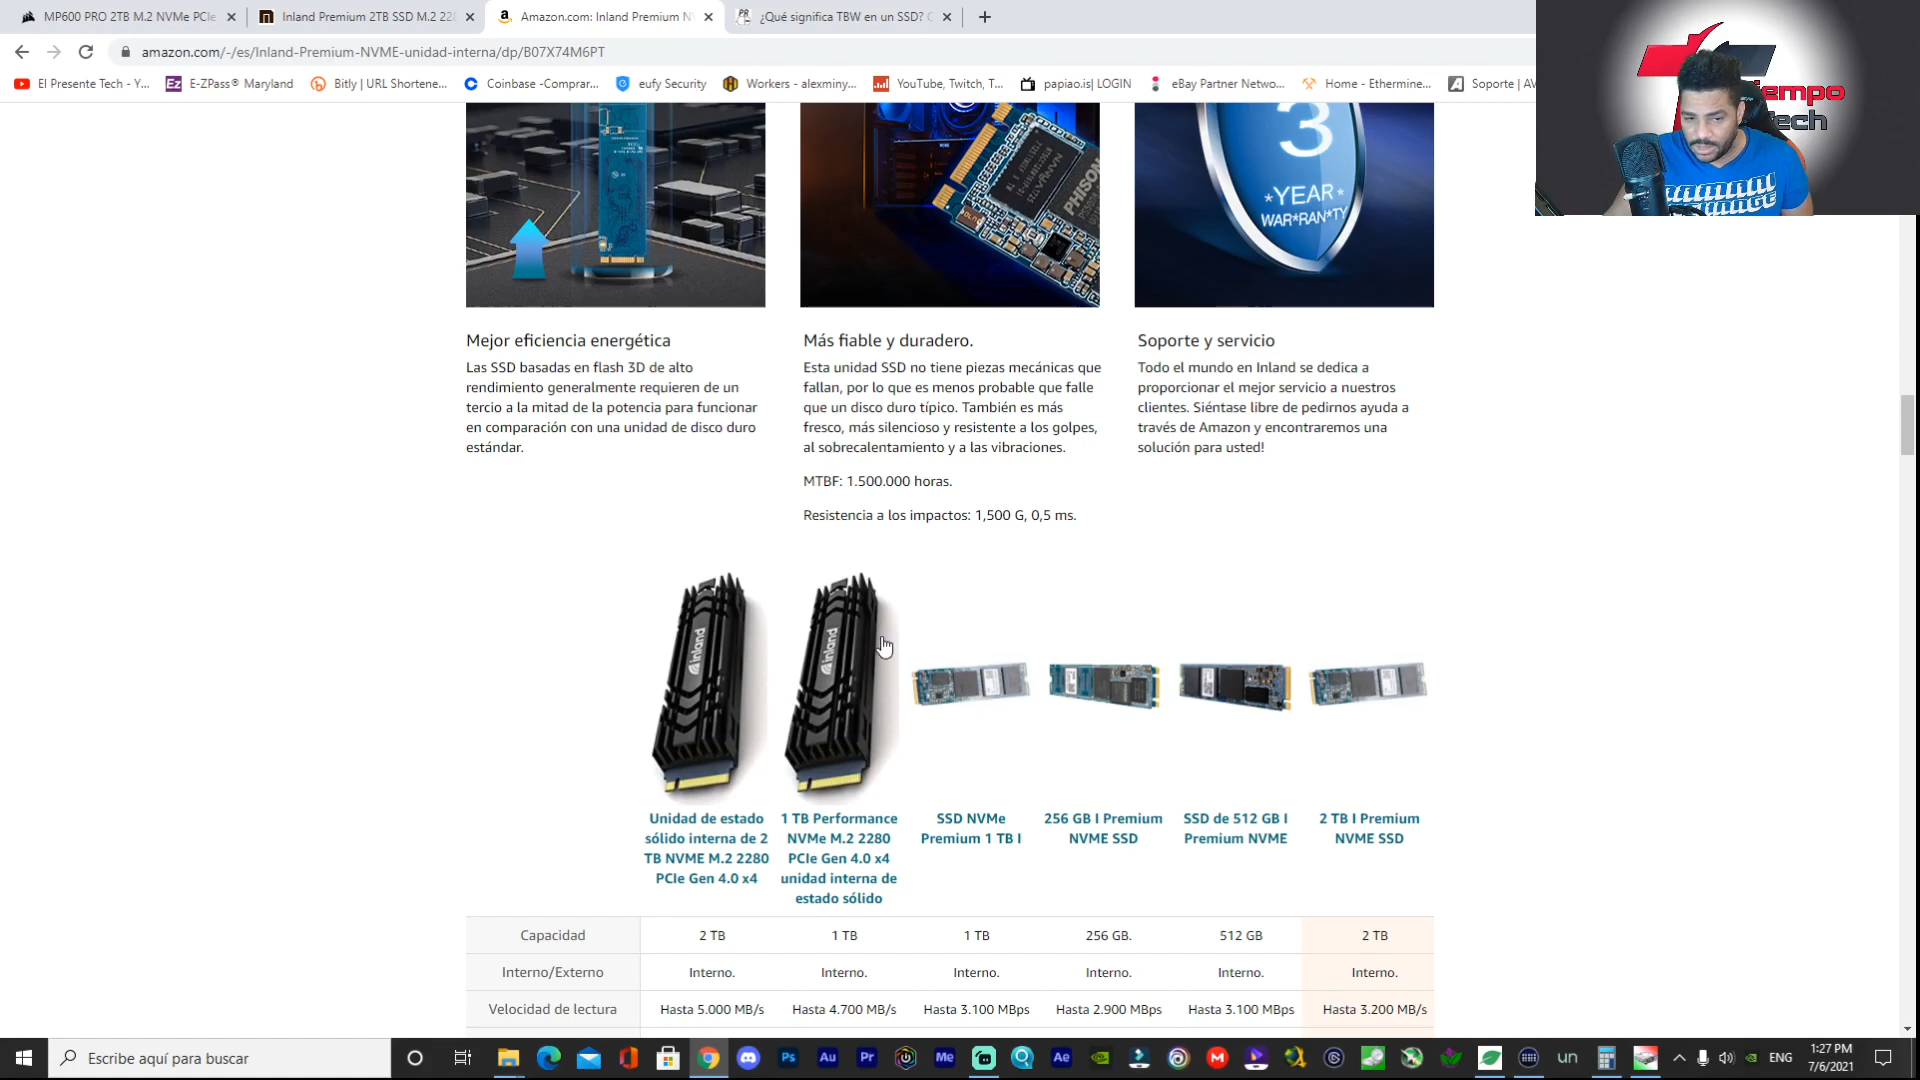 MP600 PRO 2TB M.2 NVMe PCIe
Inland Premium 2TB SSD M.2 22
Amazon.com: Inland Premium N
¿Qué significa TBW en un SSD? C
amazon.com/-/es/Inland-Premium-NVME-unidad-interna/dp/B07X74M6PT
El Presente Tech - Y...
E-ZPass® Maryland
Bitly | URL Shortene...
Coinbase -Comprar...
eufy Security
Workers - alexminy...
YouTube, Twitch, T...
papiao.is| LOGIN
eBay Partner Netwo...
Home - Ethermine...
Soporte | AV
tiempo
Tech
PHISON
3
*YEAR*
WAR*RAN*TY
Mejor eficiencia energética
Las SSD basadas en flash 3D de alto
rendimiento generalmente requieren de un
tercio a la mitad de la potencia para funcionar
en comparación con una unidad de disco duro
estándar.
Más fiable y duradero.
Esta unidad SSD no tiene piezas mecánicas que
fallan, por lo que es menos probable que falle
que un disco duro típico. También es más
fresco, más silencioso y resistente a los golpes,
al sobrecalentamiento y a las vibraciones.
MTBF: 1.500.000 horas.
Resistencia a los impactos: 1,500 G, 0,5 ms.
Soporte y servicio
Todo el mundo en Inland se dedica a
proporcionar el mejor servicio a nuestros
clientes. Siéntase libre de pedirnos ayuda a
través de Amazon y encontraremos una
solución para usted!
inland
inland
Unidad de estado
sólido interna de 2
TB NVME M.2 2280
PCIe Gen 4.0 x4
1 TB Performance
NVMe M.2 2280
PCIe Gen 4.0 x4
unidad interna de
estado sólido
SSD NVMe
Premium 1 TB I
256 GB I Premium
NVME SSD
SSD de 512 GB I
Premium NVME
2 TB I Premium
NVME SSD
Capacidad 2 TB 1 TB 1 TB 256 GB. 512 GB 2 TB
Interno/Externo Interno. Interno. Interno. Interno. Interno. Interno.
Velocidad de lectura Hasta 5.000 MB/s Hasta 4.700 MB/s Hasta 3.100 MBps Hasta 2.900 MBps Hasta 3.100 MBps Hasta 3.200 MB/s
Escribe aquí para buscar
Ps
Au
Pr
Me
Ae
un
ENG
1:27 PM
7/6/2021